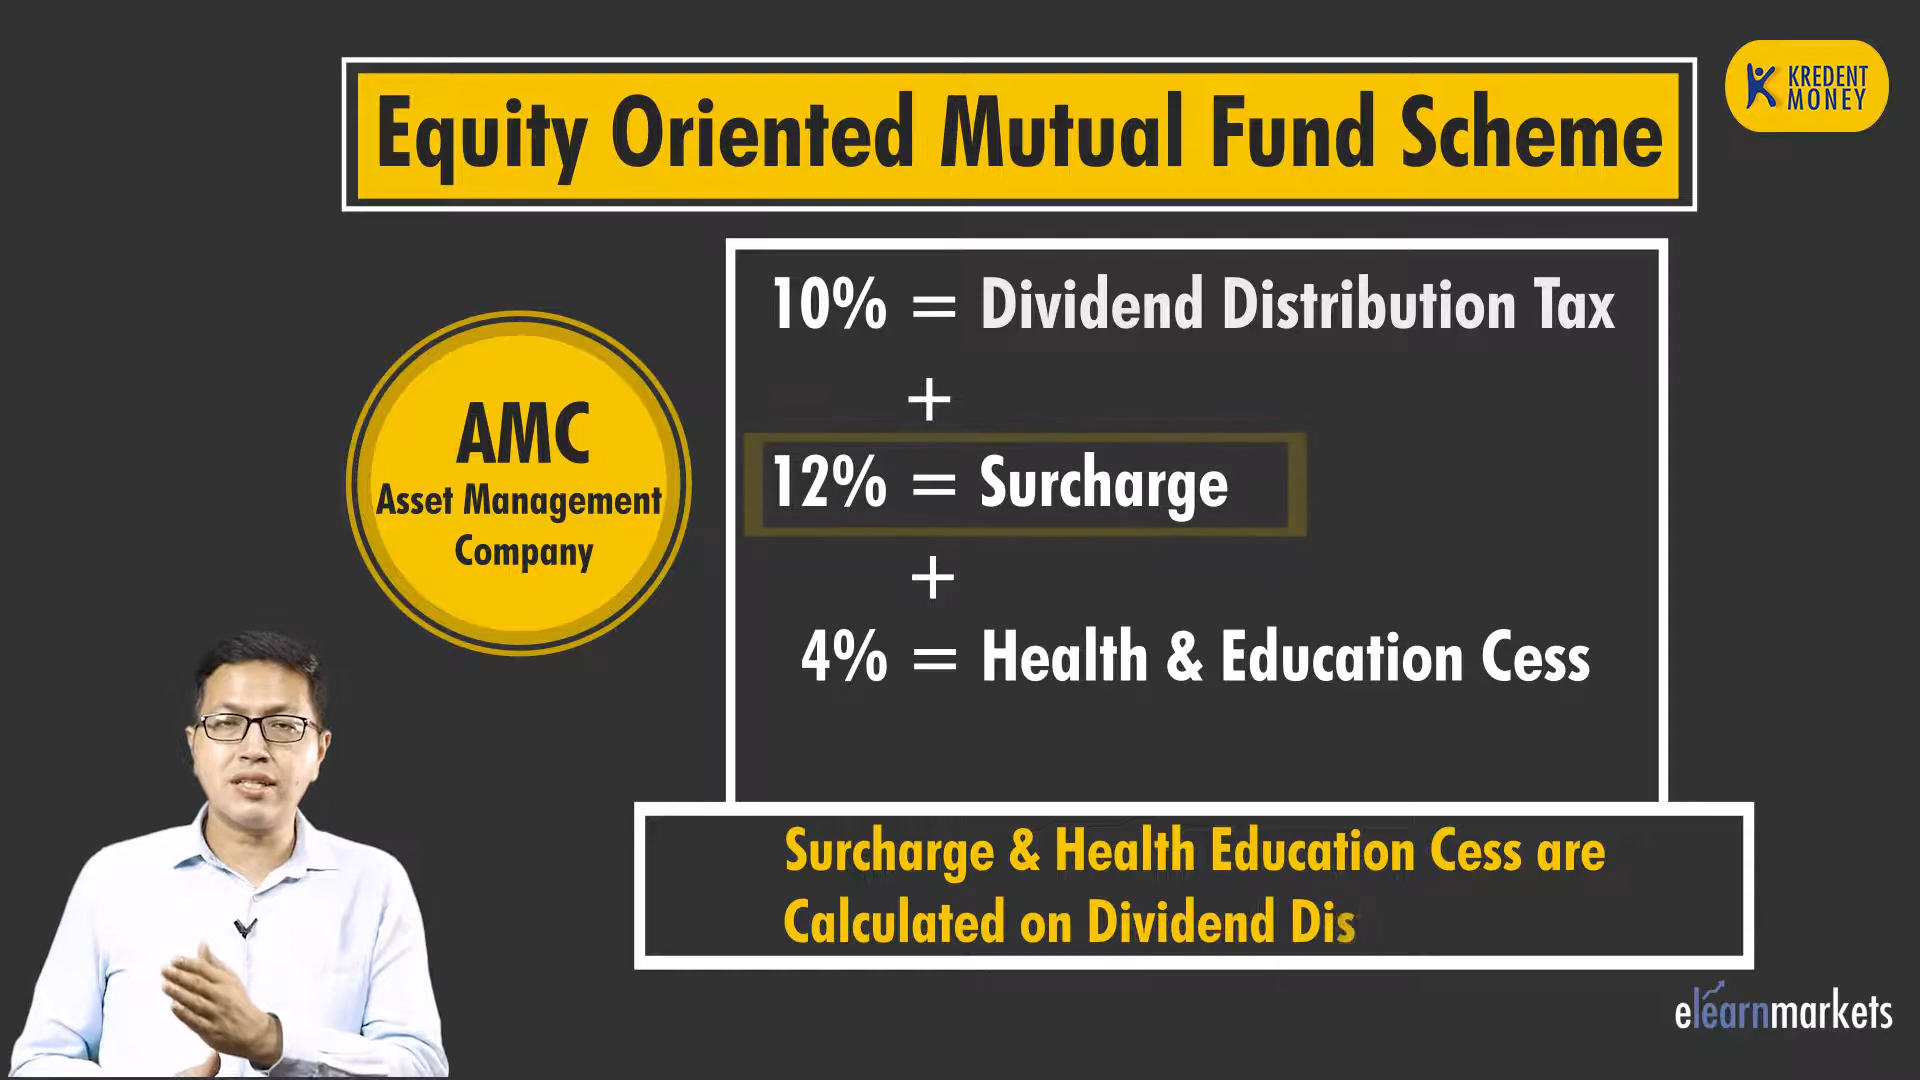 Equity Oriented Mutual Fund Scheme
KREDENT
MONEY
10% = Dividend Distribution Tax
+
12% = Surcharge
+
4% = Health & Education Cess
AMC
Asset Management
Company
Surcharge & Health Education Cess are
Calculated on Dividend Dis
elearnmarkets